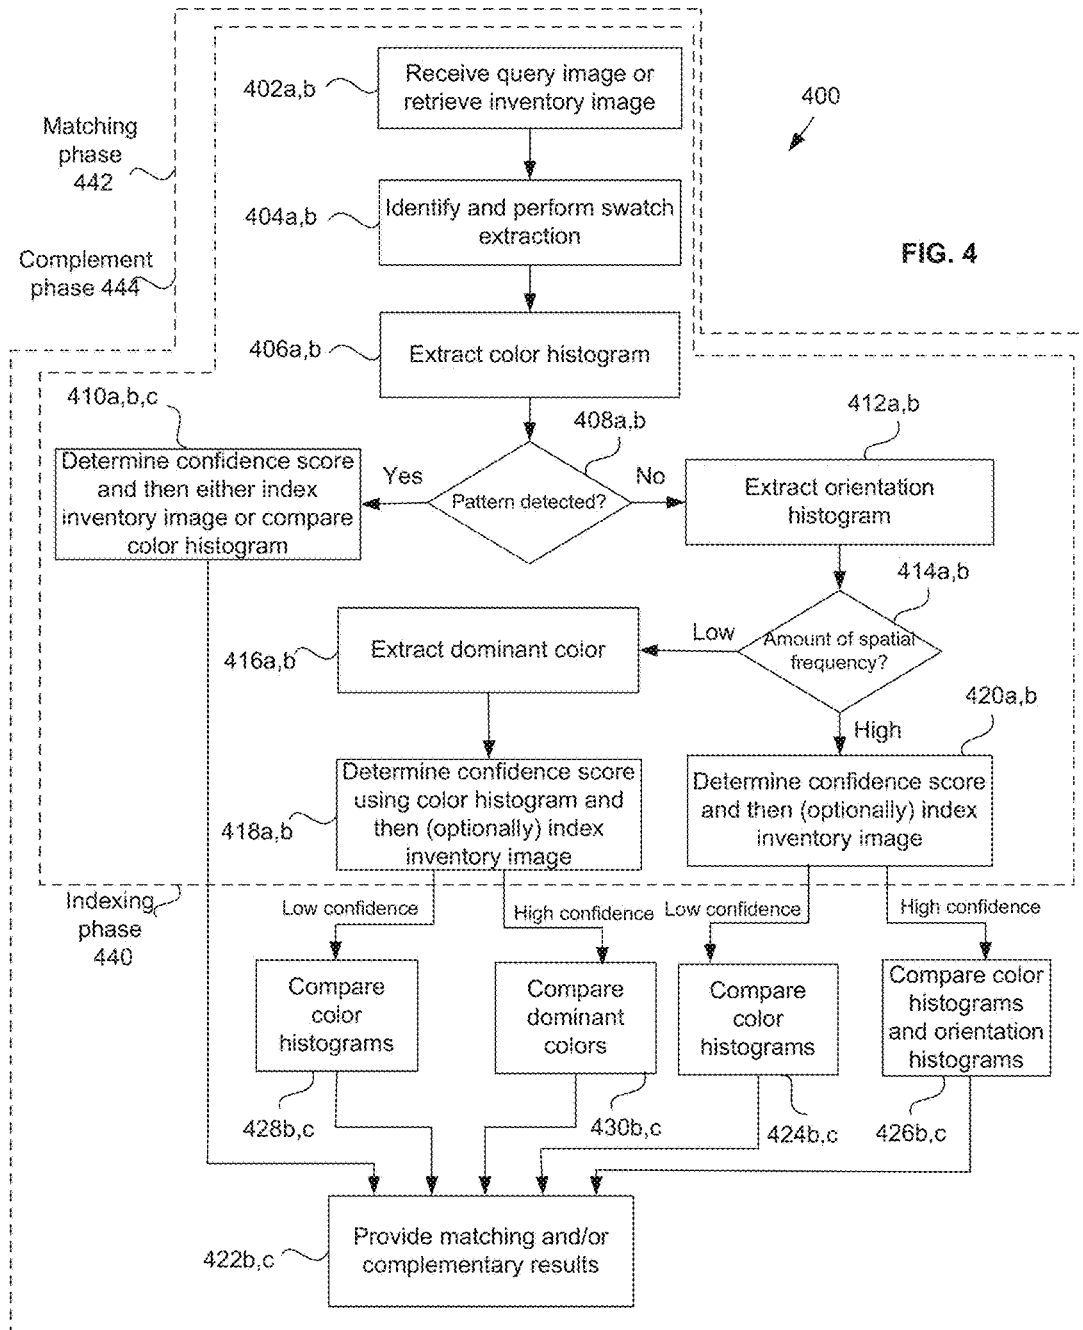 402a,b
Receive query image or
retrieve inventory image
400
Matching
phase
442
404a,b
Identify and perform swatch
extraction
FIG. 4
Complement
phase 444
406a,b
Extract color histogram
410a,b,c
408a,b
412a,b
Determine confidence score
and then either index
inventory image or compare
color histogram
Yes
Pattern detected?
No
Extract orientation
histogram
414a,b
416a,b
Extract dominant color
Low
Amount of spatial
frequency?
420a,b
High
418a,b
Determine confidence score
using color histogram and
then (optionally) index
inventory image
Determine confidence score
and then (optionally) index
inventory image
Indexing
phase
440
Low confidence
High confidence
Low confidence
High confidence
Compare
color
histograms
Compare
dominant
colors
Compare
color
histograms
Compare color
histograms
and orientation
histograms
428b,c
430b,c
424b,c
426b,c
422b,c
Provide matching and/or
complementary results